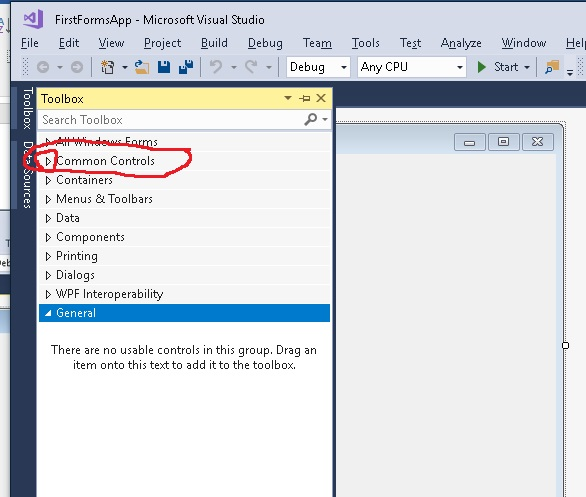 FirstFormsApp - Microsoft Visual Studio
File Edit View Project Build Debug Team Tools Test Analyze Window Help
Debug Any CPU Start
Toolbox
Search Toolbox
All Windows Forms
Common Controls
Containers
Menus & Toolbars
Data
Components
Printing
Dialogs
WPF Interoperability
General
There are no usable controls in this group. Drag an
item onto this text to add it to the toolbox.
Toolbox
Data Sources